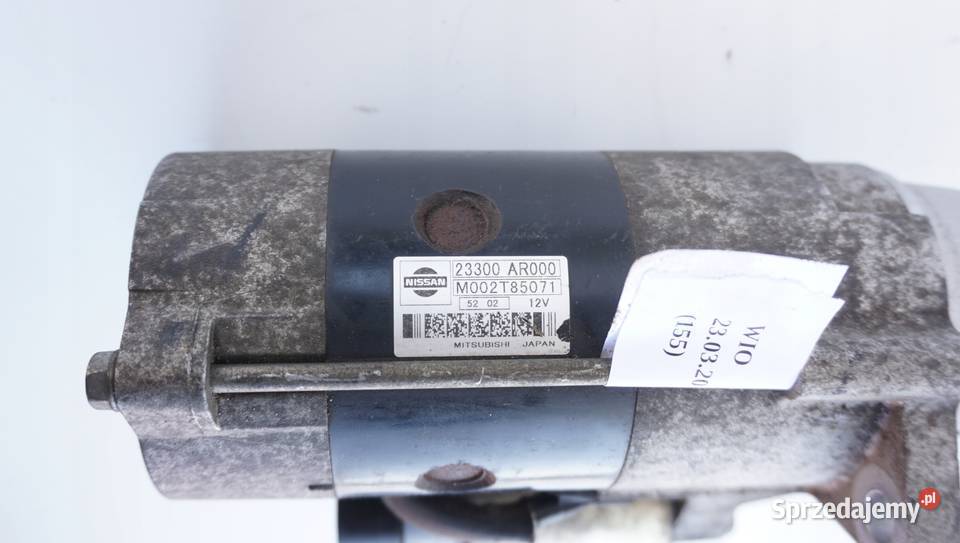 NISSAN
23300 AR000
M002T85071
52 02 12V
MITSUBISHI JAPAN
WIO
23.03.20
(155)
Sprzedajemy.pl